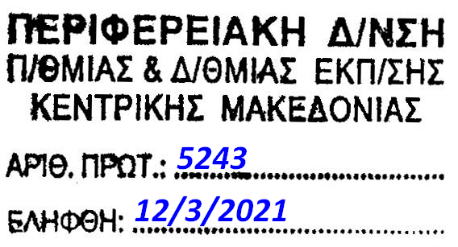 ΠΕΡΙΦΕΡΕΙΑΚΗ Δ/ΝΣΗ
Π/ΘΜΙΑΣ & Δ/ΘΜΙΑΣ ΕΚΠ/ΣΗΣ
ΚΕΝΤΡΙΚΗΣ ΜΑΚΕΔΟΝΙΑΣ
ΑΡΙΘ. ΠΡΩΤ.: 5243
ΕΛΗΦΘΗ: 12/3/2021